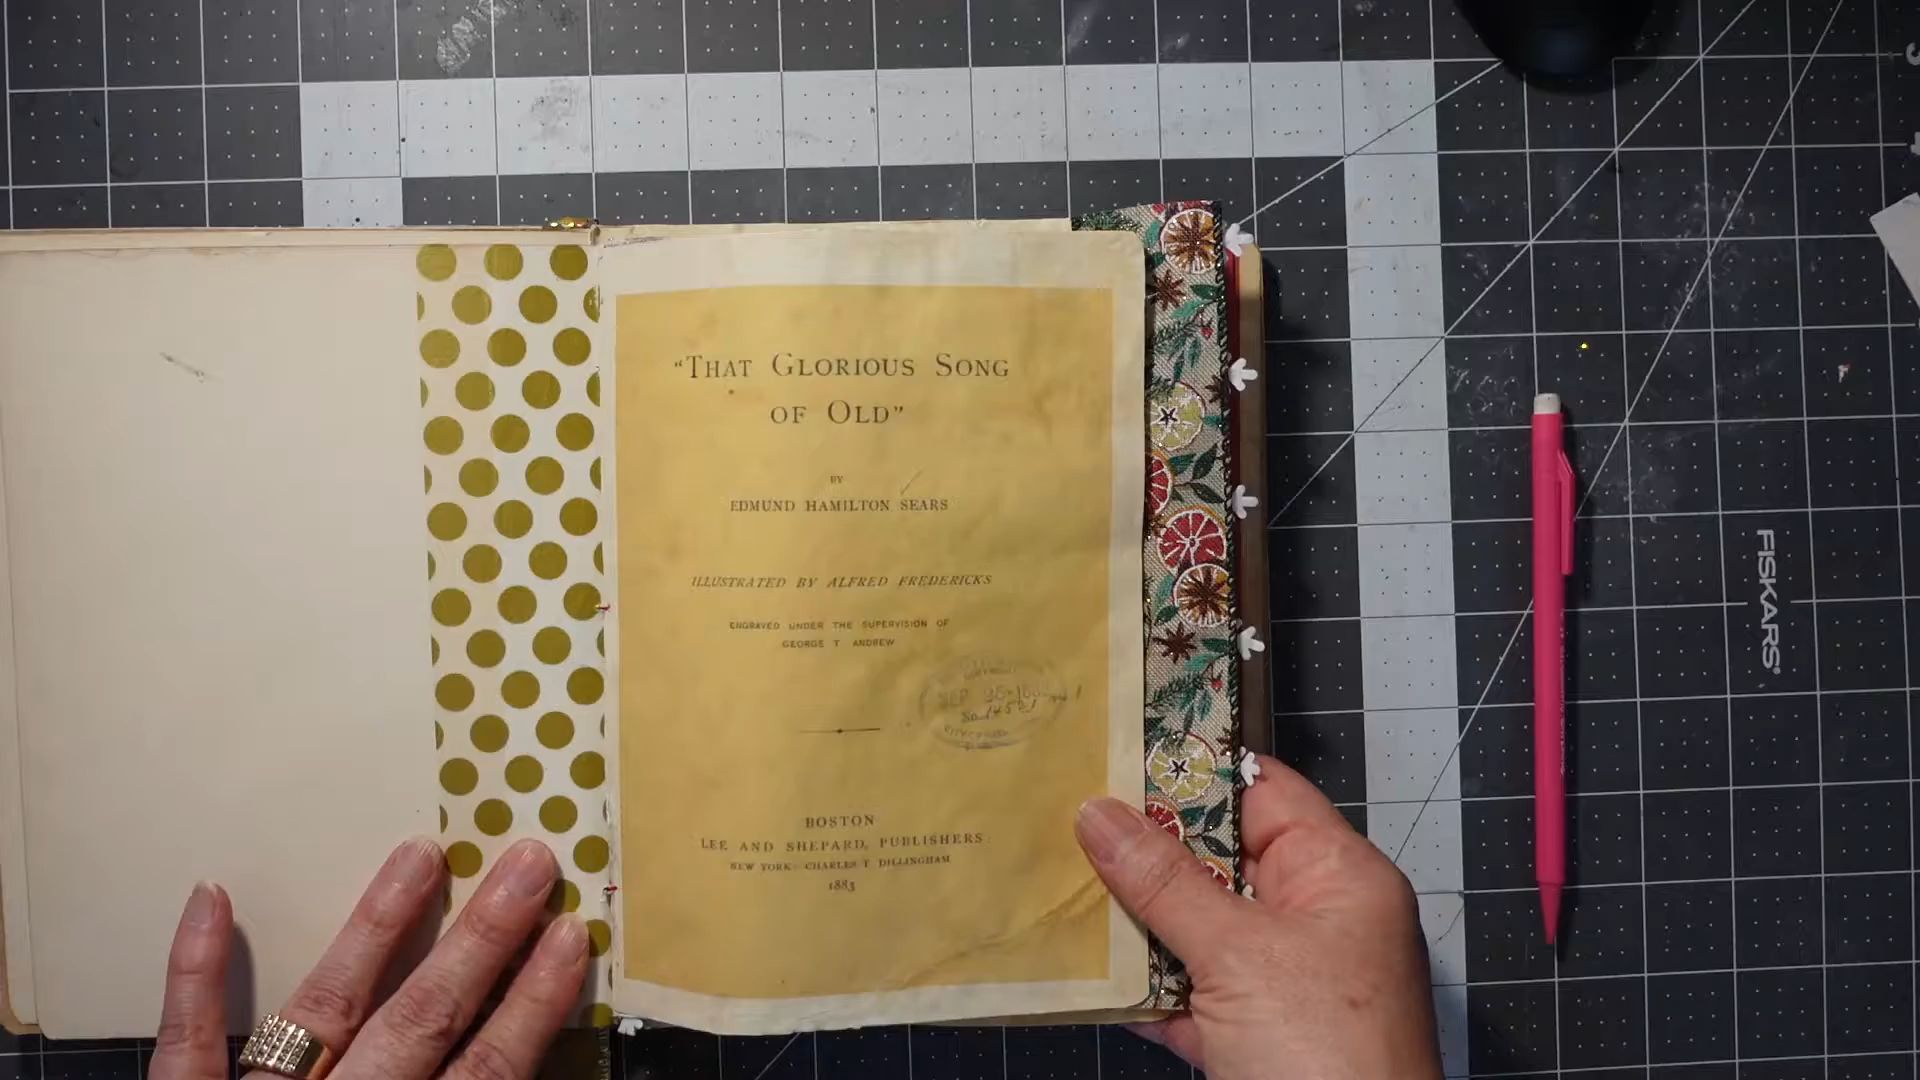 "THAT GLORIOUS SONG
OF OLD"
BY
EDMUND HAMILTON SEARS
ILLUSTRATED BY ALFRED FREDERICKS
ENGRAVED UNDER THE SUPERVISION OF
GEORGE T ANDREW
BOSTON
LEE AND SHEPARD, PUBLISHERS
NEW YORK: CHARLES T DILLINGHAM
1883
FISKARS